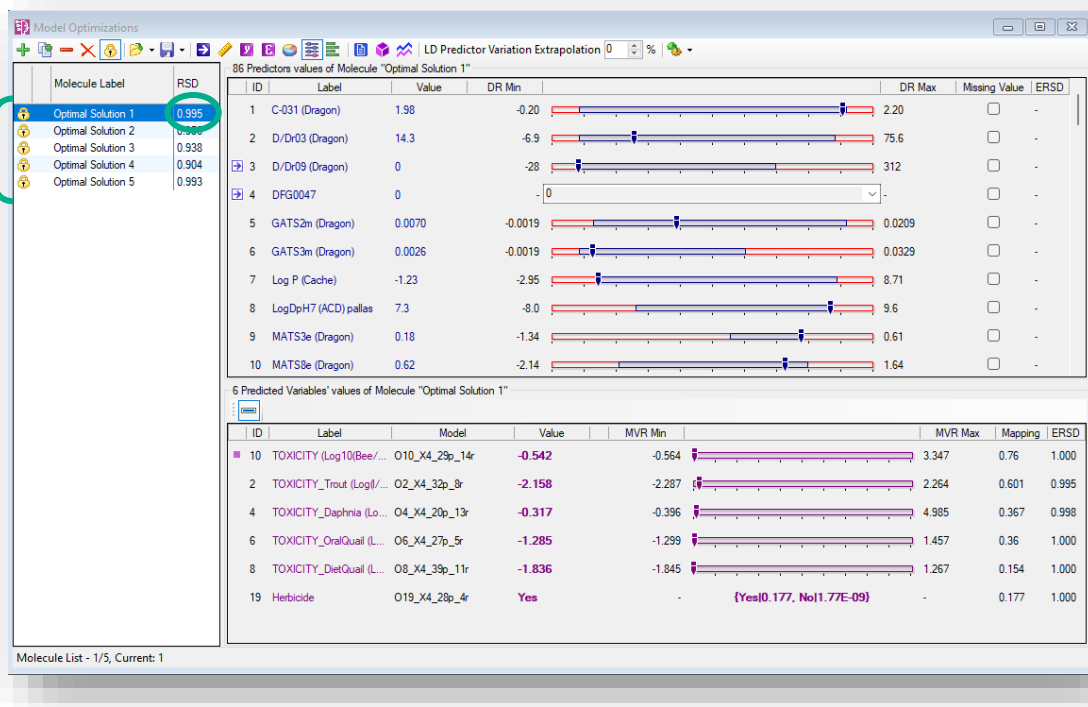 Model Optimizations
LD Predictor Variation Extrapolation 0 %
Molecule Label RSD
Optimal Solution 1 0.995
Optimal Solution 2
Optimal Solution 3 0.938
Optimal Solution 4 0.904
Optimal Solution 5 0.993
86 Predictors values of Molecule "Optimal Solution 1"
ID Label Value DR Min DR Max Missing Value ERSD
1 C-031 (Dragon) 1.98 -0.20 2.20 -
2 D/Dr03 (Dragon) 14.3 -6.9 75.6 -
3 D/Dr09 (Dragon) 0 -28 312 -
4 DFG0047 0 - 0 - -
5 GATS2m (Dragon) 0.0070 -0.0019 0.0209 -
6 GATS3m (Dragon) 0.0026 -0.0019 0.0329 -
7 Log P (Cache) -1.23 -2.95 8.71 -
8 LogDpH7 (ACD) pallas 7.3 -8.0 9.6 -
9 MATS3e (Dragon) 0.18 -1.34 0.61 -
10 MATS8e (Dragon) 0.62 -2.14 1.64 -
6 Predicted Variables' values of Molecule "Optimal Solution 1"
ID Label Model Value MVR Min MVR Max Mapping ERSD
10 TOXICITY (Log10(Bee/... O10_X4_29p_14r -0.542 -0.564 3.347 0.76 1.000
2 TOXICITY_Trout (Log(l/... O2_X4_32p_8r -2.158 -2.287 2.264 0.601 0.995
4 TOXICITY_Daphnia (Lo... O4_X4_20p_13r -0.317 -0.396 4.985 0.367 0.998
6 TOXICITY_OralQuail (L... O6_X4_27p_5r -1.285 -1.299 1.457 0.36 1.000
8 TOXICITY_DietQuail (L... O8_X4_39p_11r -1.836 -1.845 1.267 0.154 1.000
19 Herbicide O19_X4_28p_4r Yes - {Yes|0.177, No|1.77E-09} - 0.177 1.000
Molecule List - 1/5, Current: 1